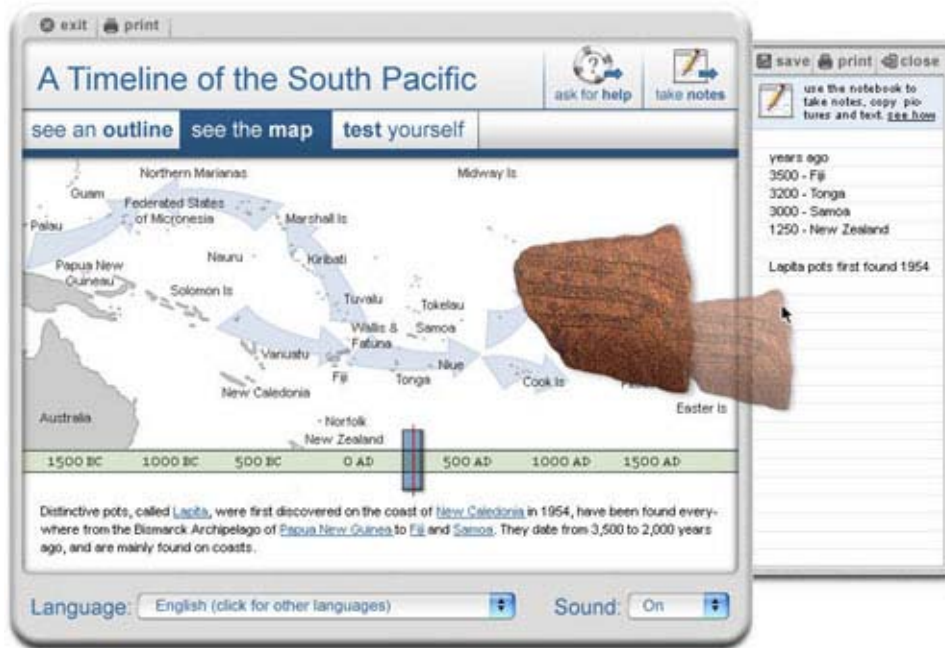 exit print
A Timeline of the South Pacific
ask for help take notes
see an outline see the map test yourself
save print close
use the notebook to
take notes, copy pic-
tures and text. see how
years ago
3500 - Fiji
3200 - Tonga
3000 - Samoa
1250 - New Zealand
Lapita pots first found 1954
Northern Marianas
Midway Is
Guam
Federated States
of Micronesia
Palau
Marshall Is
Nauru
Kiribati
Papua New
Guineau
Solomon Is
Tuvalu
Tokelau
Wallis &
Fatuna
Samoa
Vanuatu
Fiji
Tonga
Niue
Cook Is
New Caledonia
Easter Is
Australia
Norfolk
New Zealand
1500 BC 1000 BC 500 BC 0 AD 500 AD 1000 AD 1500 AD
Distinctive pots, called Lapita, were first discovered on the coast of New Caledonia in 1954, have been found every-
where from the Bismarck Archipelago of Papua New Guinea to Fiji and Samoa. They date from 3,500 to 2,000 years
ago, and are mainly found on coasts.
Language: English (click for other languages) Sound: On